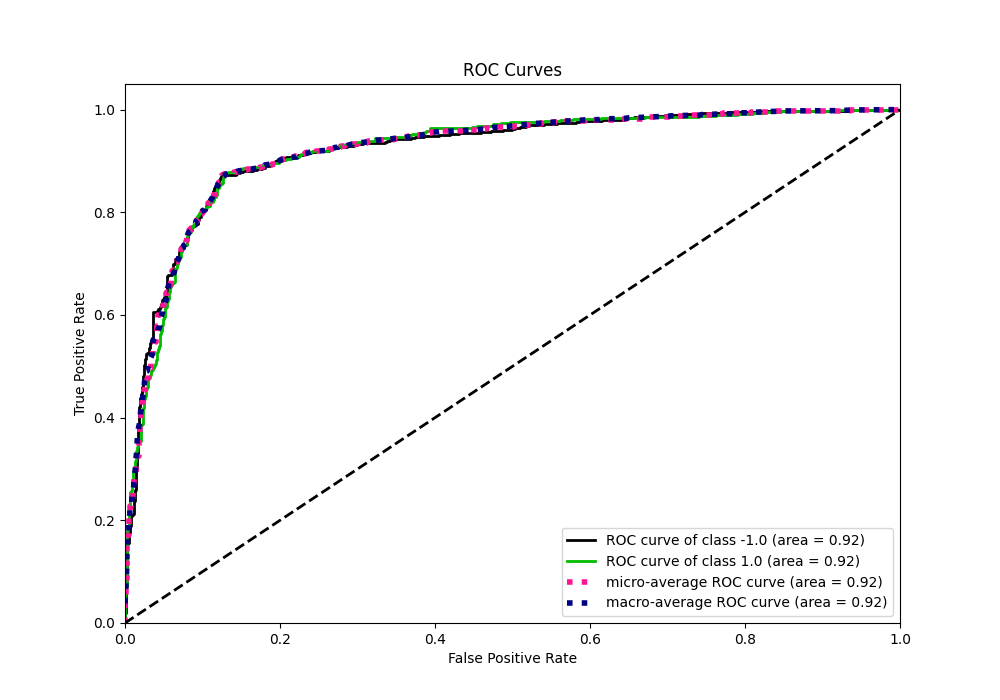 ROC Curves
True Positive Rate
1.0
0.8
0.6
0.4
0.2
0.0
ROC curve of class -1.0 (area = 0.92)
ROC curve of class 1.0 (area = 0.92)
micro-average ROC curve (area = 0.92)
macro-average ROC curve (area = 0.92)
0.0 0.2 0.4 0.6 0.8 1.0
False Positive Rate